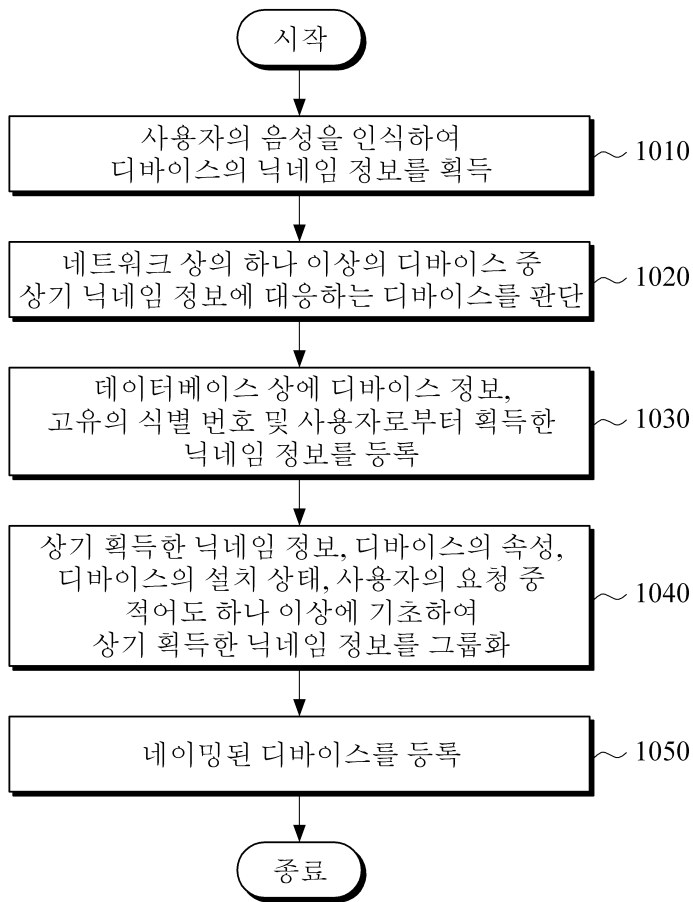 시작
사용자의 음성을 인식하여
디바이스의 닉네임 정보를 획득
1010
네트워크 상의 하나 이상의 디바이스 중
상기 닉네임 정보에 대응하는 디바이스를 판단
1020
데이터베이스 상에 디바이스 정보,
고유의 식별 번호 및 사용자로부터 획득한
닉네임 정보를 등록
1030
상기 획득한 닉네임 정보, 디바이스의 속성,
디바이스의 설치 상태, 사용자의 요청 중
적어도 하나 이상에 기초하여
상기 획득한 닉네임 정보를 그룹화
1040
네이밍된 디바이스를 등록
1050
종료